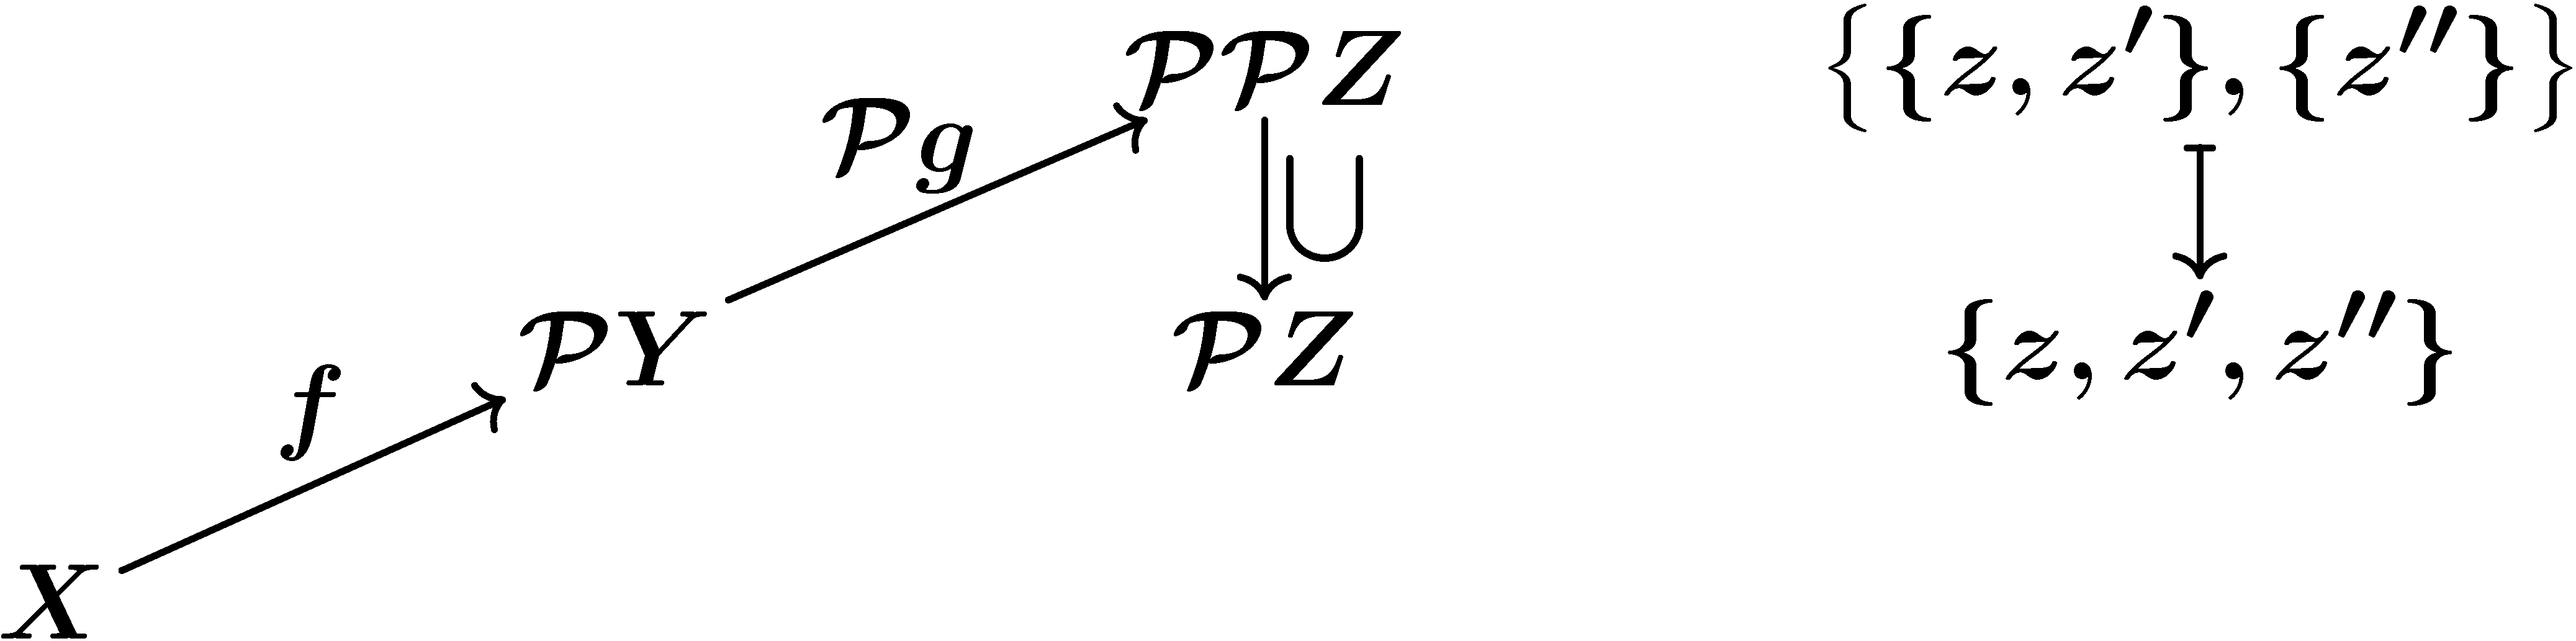 𝒫𝒫Z {{z, z′}, {z″}}
𝒫g
∪
𝒫Y 𝒫Z {z, z′, z″}
f
X